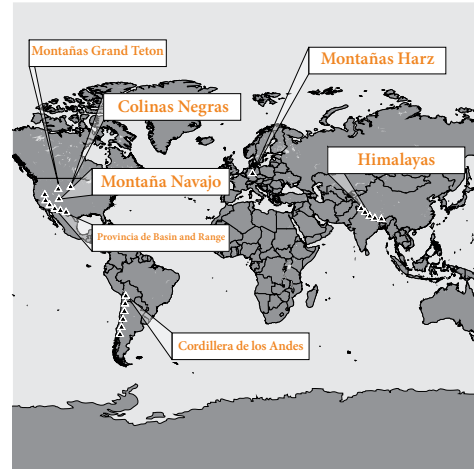 Montañas Grand Teton
Montañas Harz
Colinas Negras
Himalayas
Montaña Navajo
Provincia de Basin and Range
Cordillera de los Andes